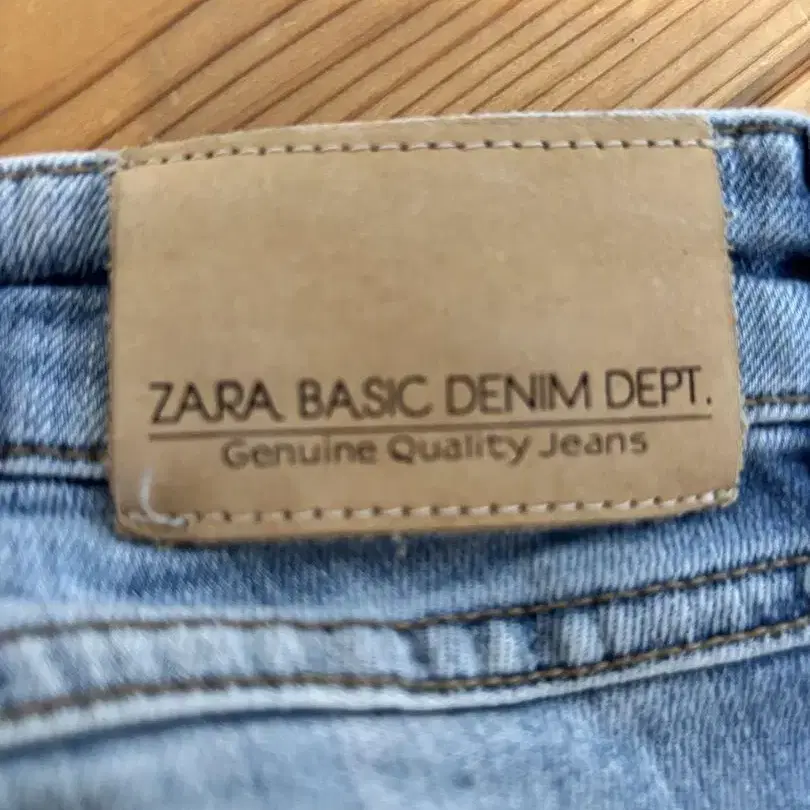 ZARA BASIC DENIM DEPT.
Genuine Quality Jeans